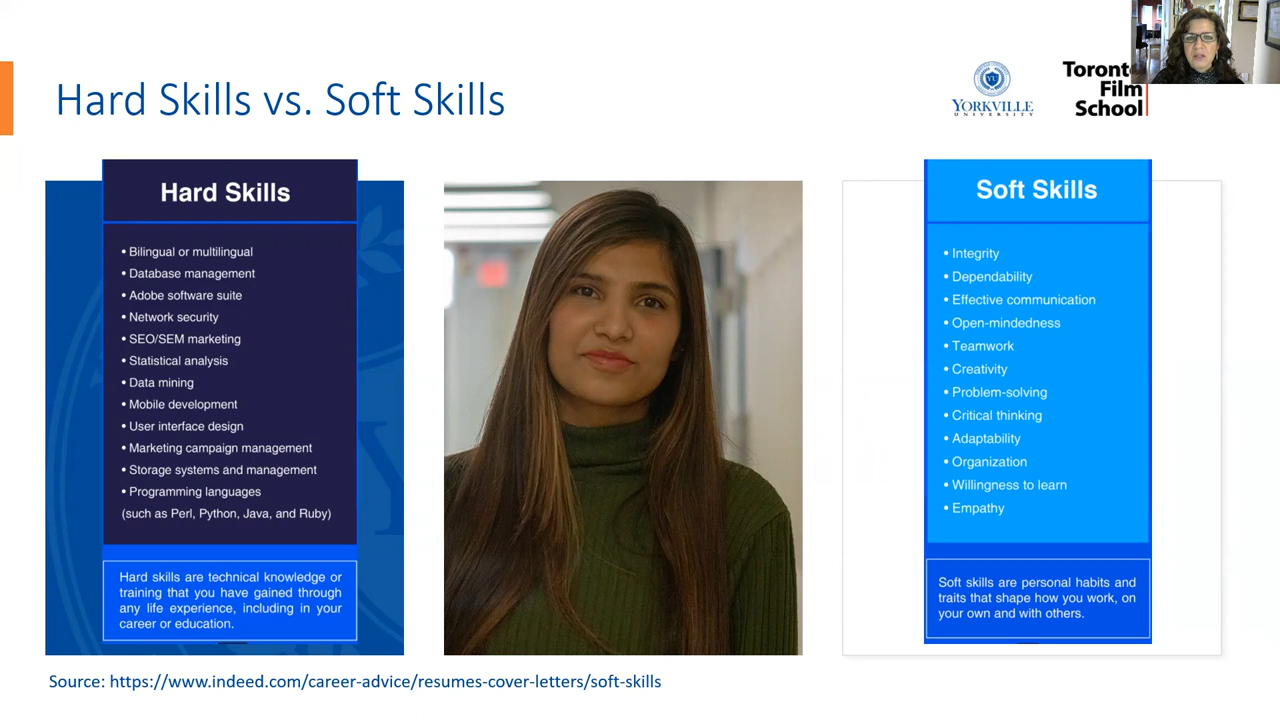 Hard Skills vs. Soft Skills
YU
YORKVILLE
UNIVERSITY
Toronto
Film
School
Hard Skills
• Bilingual or multilingual
• Database management
• Adobe software suite
• Network security
• SEO/SEM marketing
• Statistical analysis
• Data mining
• Mobile development
• User interface design
• Marketing campaign management
• Storage systems and management
• Programming languages
(such as Perl, Python, Java, and Ruby)
Hard skills are technical knowledge or
training that you have gained through
any life experience, including in your
career or education.
Soft Skills
• Integrity
• Dependability
• Effective communication
• Open-mindedness
• Teamwork
• Creativity
• Problem-solving
• Critical thinking
• Adaptability
• Organization
• Willingness to learn
• Empathy
Soft skills are personal habits and
traits that shape how you work, on
your own and with others.
Source: https://www.indeed.com/career-advice/resumes-cover-letters/soft-skills